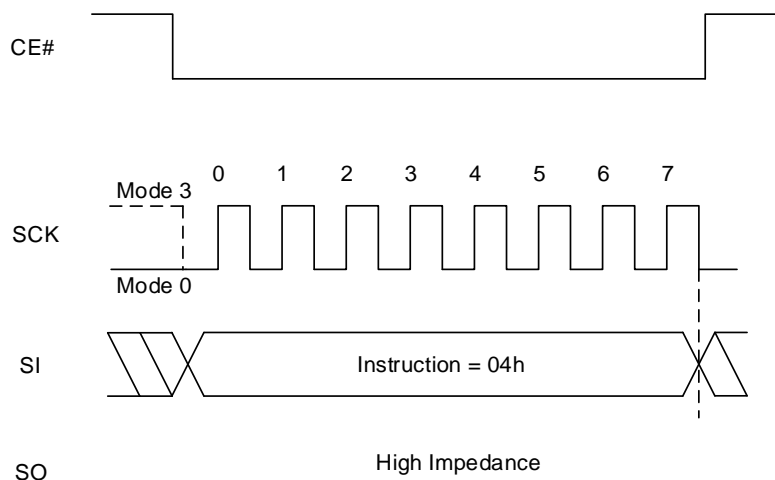 CE#
0 1 2 3 4 5 6 7
Mode 3
SCK
Mode 0
SI
Instruction = 04h
SO
High Impedance